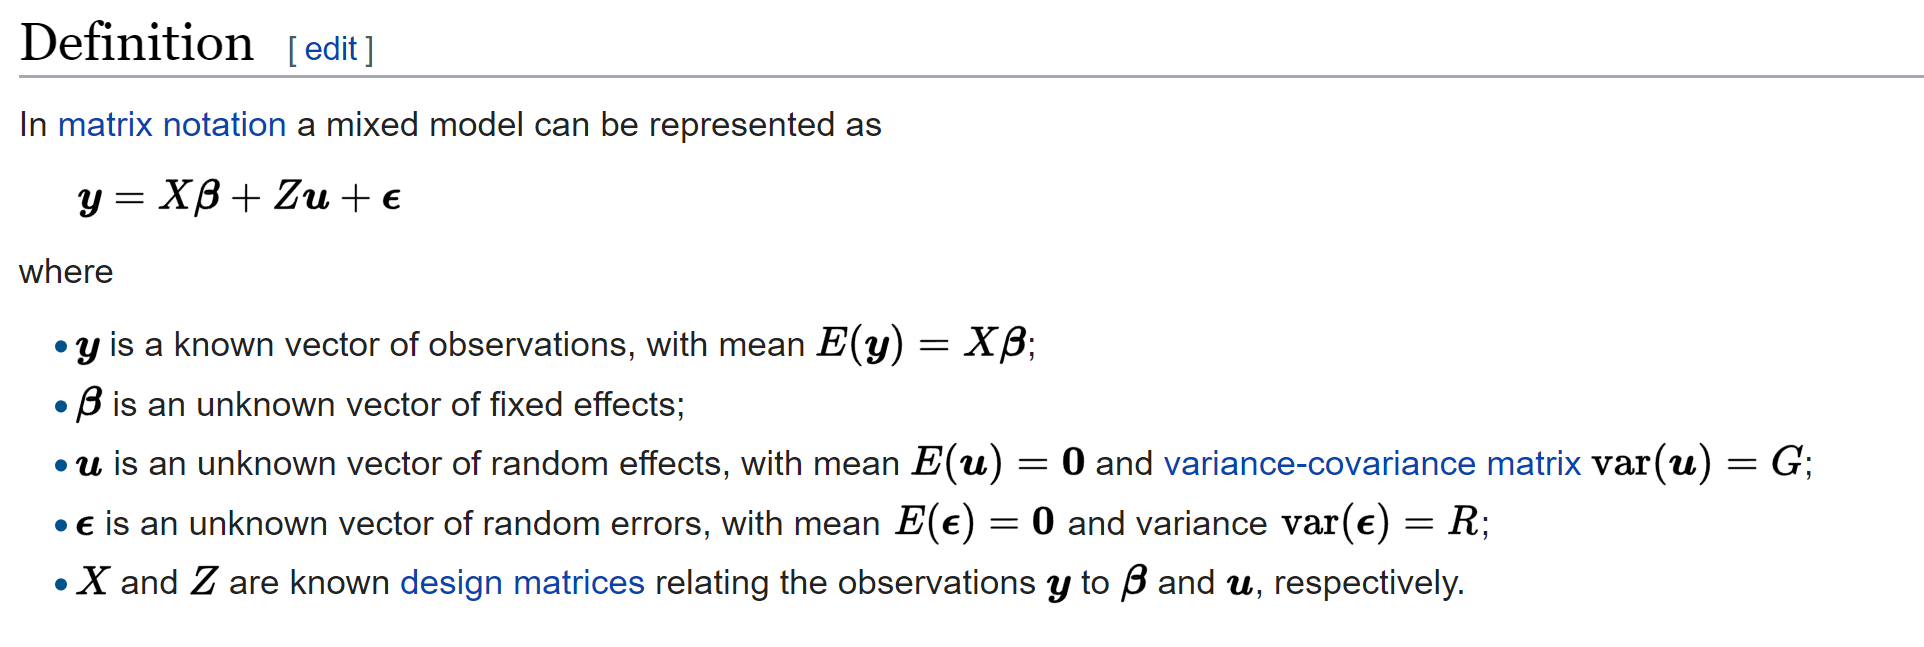 Definition [ edit ]
In matrix notation a mixed model can be represented as
𝒚 = X𝜷 + Z𝒖 + 𝝐
where
• 𝒚 is a known vector of observations, with mean E(𝒚) = X𝜷;
• 𝜷 is an unknown vector of fixed effects;
• 𝒖 is an unknown vector of random effects, with mean E(𝒖) = 𝟎 and variance-covariance matrix var(𝒖) = G;
• 𝝐 is an unknown vector of random errors, with mean E(𝝐) = 𝟎 and variance var(𝝐) = R;
• X and Z are known design matrices relating the observations 𝒚 to 𝜷 and 𝒖, respectively.